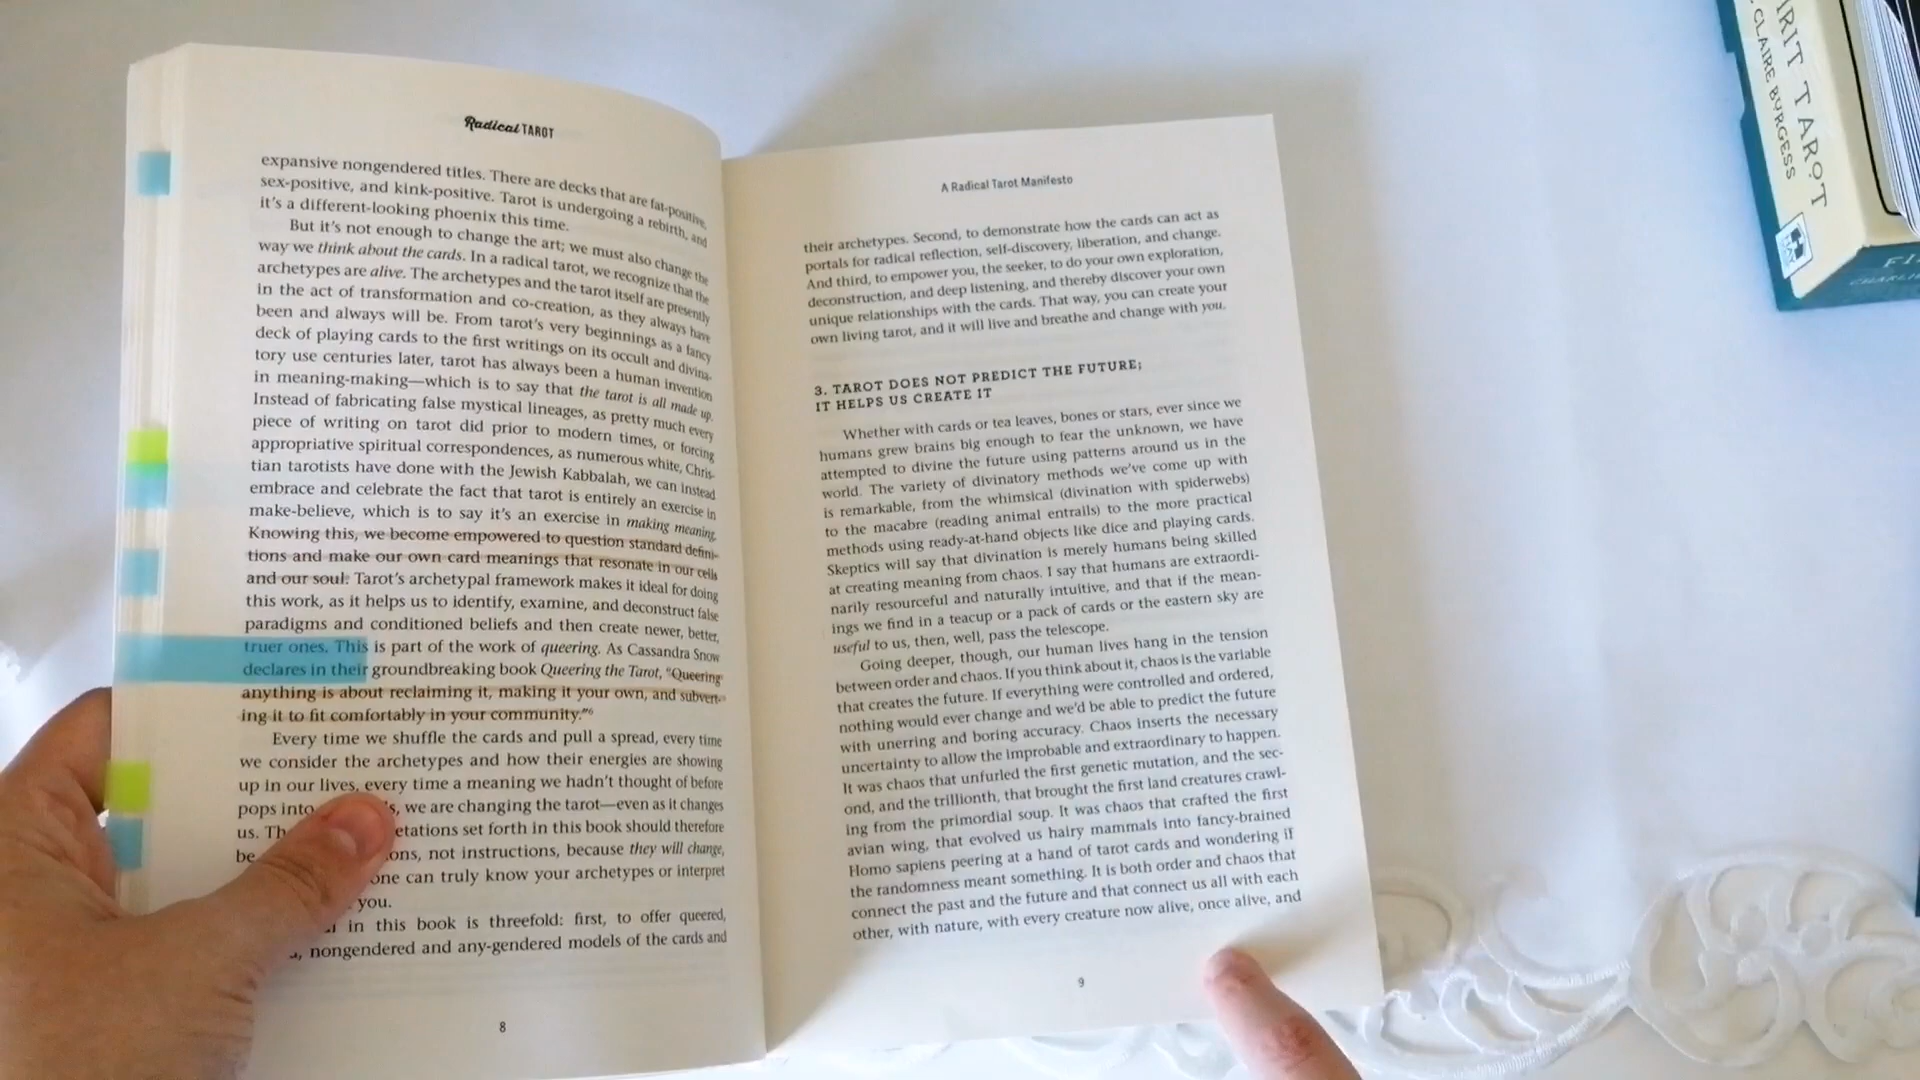 Radical TAROT
expansive nongendered titles. There are decks that are fat-positive,
sex-positive, and kink-positive. Tarot is undergoing a rebirth, and
it's a different-looking phoenix this time.
But it's not enough to change the art; we must also change the
way we think about the cards. In a radical tarot, we recognize that the
archetypes are alive. The archetypes and the tarot itself are presently
in the act of transformation and co-creation, as they always have
been and always will be. From tarot's very beginnings as a fancy
deck of playing cards to the first writings on its occult and divina-
tory use centuries later, tarot has always been a human invention
in meaning-making—which is to say that the tarot is all made up.
Instead of fabricating false mystical lineages, as pretty much every
piece of writing on tarot did prior to modern times, or forcing
appropriative spiritual correspondences, as numerous white, Chris-
tian tarotists have done with the Jewish Kabbalah, we can instead
embrace and celebrate the fact that tarot is entirely an exercise in
make-believe, which is to say it's an exercise in making meaning.
Knowing this, we become empowered to question standard defini-
tions and make our own card meanings that resonate in our cells
and our soul. Tarot's archetypal framework makes it ideal for doing
this work, as it helps us to identify, examine, and deconstruct false
paradigms and conditioned beliefs and then create newer, better,
truer ones. This is part of the work of queering. As Cassandra Snow
declares in their groundbreaking book Queering the Tarot, "Queering
anything is about reclaiming it, making it your own, and subvert-
ing it to fit comfortably in your community."6
Every time we shuffle the cards and pull a spread, every time
we consider the archetypes and how their energies are showing
up in our lives, every time a meaning we hadn't thought of before
pops into we are changing the tarot—even as it changes
us. etations set forth in this book should therefore
be ons, not instructions, because they will change,
one can truly know your archetypes or interpret
you.
in this book is threefold: first, to offer queered,
nongendered and any-gendered models of the cards and
8
A Radical Tarot Manifesto
their archetypes. Second, to demonstrate how the cards can act as
portals for radical reflection, self-discovery, liberation, and change.
And third, to empower you, the seeker, to do your own exploration,
deconstruction, and deep listening, and thereby discover your own
unique relationships with the cards. That way, you can create your
own living tarot, and it will live and breathe and change with you.
3. TAROT DOES NOT PREDICT THE FUTURE;
IT HELPS US CREATE IT
Whether with cards or tea leaves, bones or stars, ever since we
humans grew brains big enough to fear the unknown, we have
attempted to divine the future using patterns around us in the
world. The variety of divinatory methods we've come up with
is remarkable, from the whimsical (divination with spiderwebs)
to the macabre (reading animal entrails) to the more practical
methods using ready-at-hand objects like dice and playing cards.
Skeptics will say that divination is merely humans being skilled
at creating meaning from chaos. I say that humans are extraordi-
narily resourceful and naturally intuitive, and that if the mean-
ings we find in a teacup or a pack of cards or the eastern sky are
useful to us, then, well, pass the telescope.
Going deeper, though, our human lives hang in the tension
between order and chaos. If you think about it, chaos is the variable
that creates the future. If everything were controlled and ordered,
nothing would ever change and we'd be able to predict the future
with unerring and boring accuracy. Chaos inserts the necessary
uncertainty to allow the improbable and extraordinary to happen.
It was chaos that unfurled the first genetic mutation, and the sec-
ond, and the trillionth, that brought the first land creatures crawl-
ing from the primordial soup. It was chaos that crafted the first
avian wing, that evolved us hairy mammals into fancy-brained
Homo sapiens peering at a hand of tarot cards and wondering if
the randomness meant something. It is both order and chaos that
connect the past and the future and that connect us all with each
other, with nature, with every creature now alive, once alive, and
9
IRIT TAROT
CLAIRE BURGESS